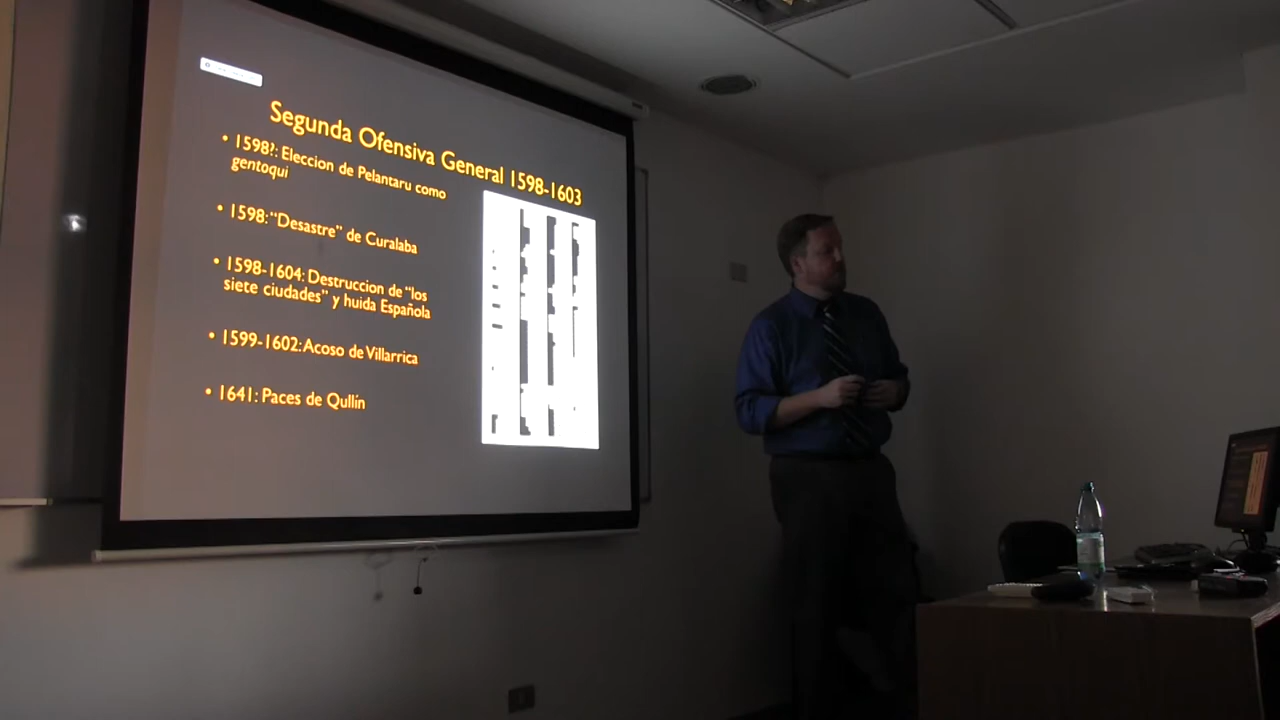 Segunda Ofensiva General 1598-1603
• 1598?: Eleccion de Pelantaru como
gentoqui
• 1598: “Desastre” de Curalaba
• 1598-1604: Destruccion de “los
siete ciudades” y huida Española
• 1599-1602: Acoso de Villarrica
• 1641: Paces de Qullín